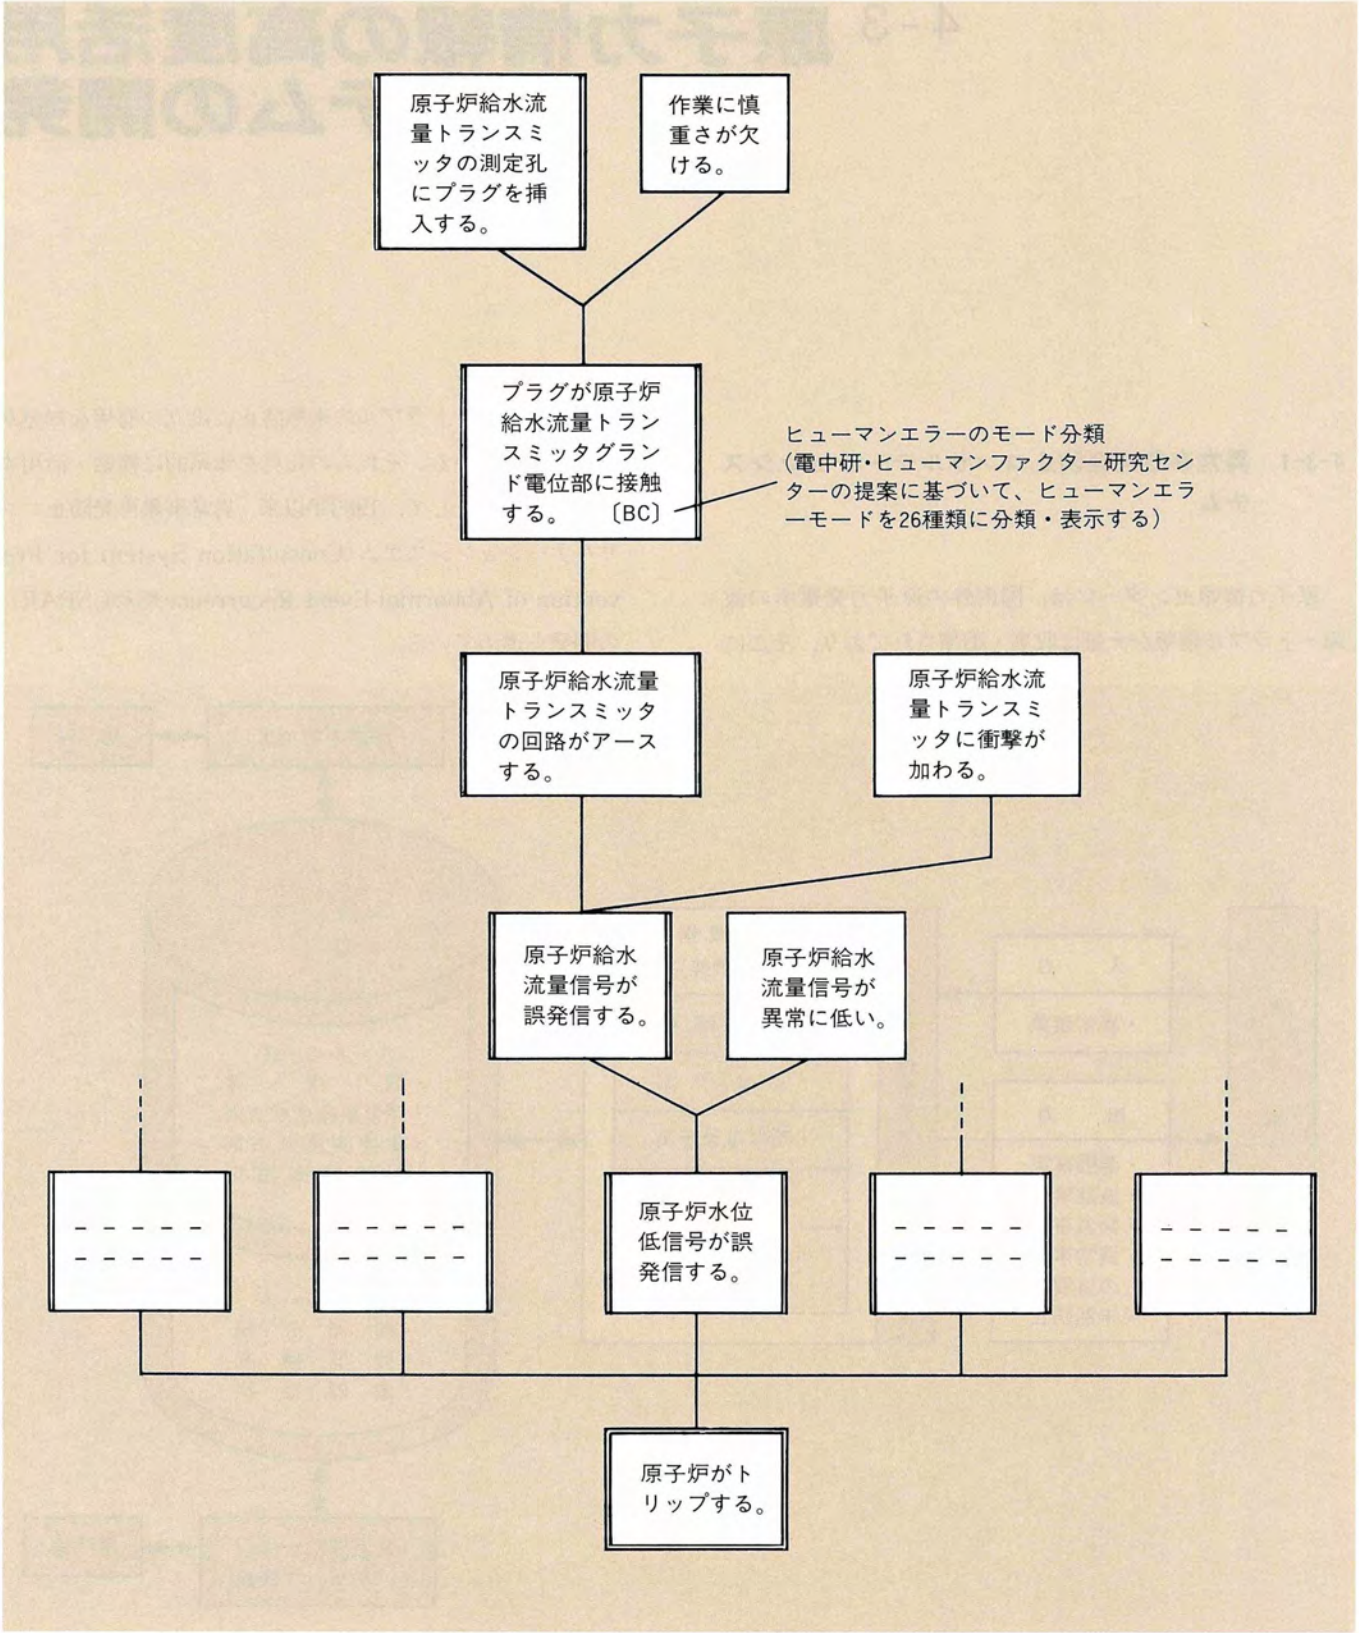 原子炉給水流
量トランスミ
ッタの測定孔
にプラグを挿
入する。
作業に慎
重さが欠
ける。
プラグが原子炉
給水流量トラン
スミッタグラン
ド電位部に接触
する。 〔BC〕
ヒューマンエラーのモード分類
(電中研・ヒューマンファクター研究セン
ターの提案に基づいて、ヒューマンエラ
ーモードを26種類に分類・表示する)
原子炉給水流量
トランスミッタ
の回路がアース
する。
原子炉給水流
量トランスミ
ッタに衝撃が
加わる。
原子炉給水
流量信号が
誤発信する。
原子炉給水
流量信号が
異常に低い。
原子炉水位
低信号が誤
発信する。
原子炉がト
リップする。